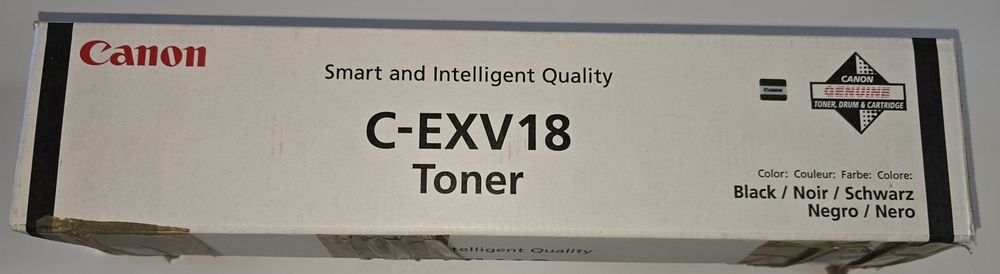 Canon
Smart and Intelligent Quality
C-EXV18
Toner
Canon
CANON
GENUINE
TONER, DRUM & CARTRIDGE
Color: Couleur: Farbe: Colore:
Black / Noir / Schwarz
Negro / Nero
telligent Quality